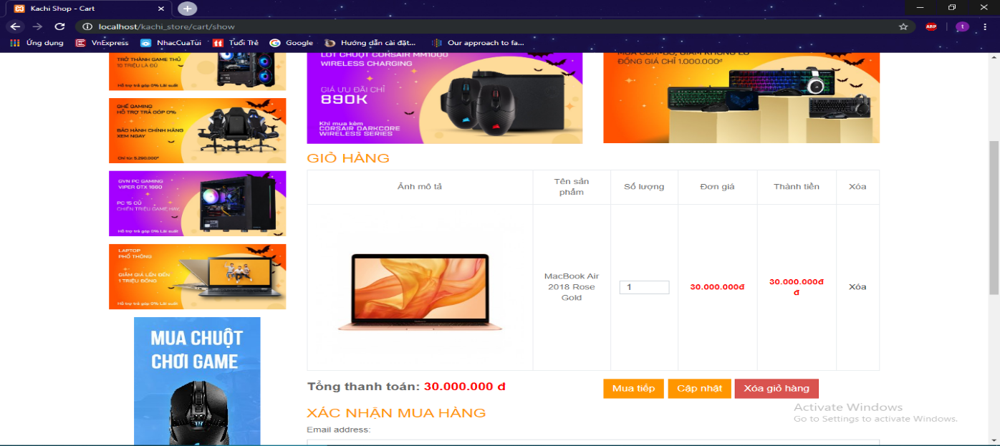 Kachi Shop - Cart
localhost/kachi_store/cart/show
ABP
t
Ứng dụng
VnExpress
NhacCuaTui
Tuổi Trẻ
Google
Hướng dẫn cài đặt...
Our approach to fa...
TRỞ THÀNH GAME THỦ
10 TRIỆU LÀ ĐỦ
Hỗ trợ trả góp 0% Lãi suất
GHẾ GAMING
HỖ TRỢ TRẢ GÓP 0%
BẢO HÀNH CHÍNH HÃNG
XEM NGAY
Chỉ từ: 5.290.000đ
GVN PC GAMING
VIPER GTX 1660
PC 15 CỦ
CHIẾN TRIỆU GAME HAY
Hỗ trợ trả góp 0% Lãi suất
LAPTOP
PHỔ THÔNG
GIẢM GIÁ LÊN ĐẾN
1 TRIỆU ĐỒNG
Hỗ trợ trả góp 0% Lãi suất
MUA CHUỘT
CHƠI GAME
LÓT CHUỘT CORSAIR MM1000
WIRELESS CHARGING
GIÁ ƯU ĐÃI CHỈ
890K
Khi mua kèm
CORSAIR DARKCORE
WIRELESS SERIES
MUA COMBO, GIẢM KHỔNG LỒ
ĐỒNG GIÁ CHỈ 1.000.000đ
GIỎ HÀNG
Ảnh mô tả
Tên sản
phẩm
Số lượng
Đơn giá
Thành tiền
Xóa
MacBook Air
2018 Rose
Gold
1
30.000.000đ
30.000.000đ
đ
Xóa
Tổng thanh toán: 30.000.000 đ
Mua tiếp
Cập nhật
Xóa giỏ hàng
XÁC NHẬN MUA HÀNG
Email address:
Activate Windows
Go to Settings to activate Windows.